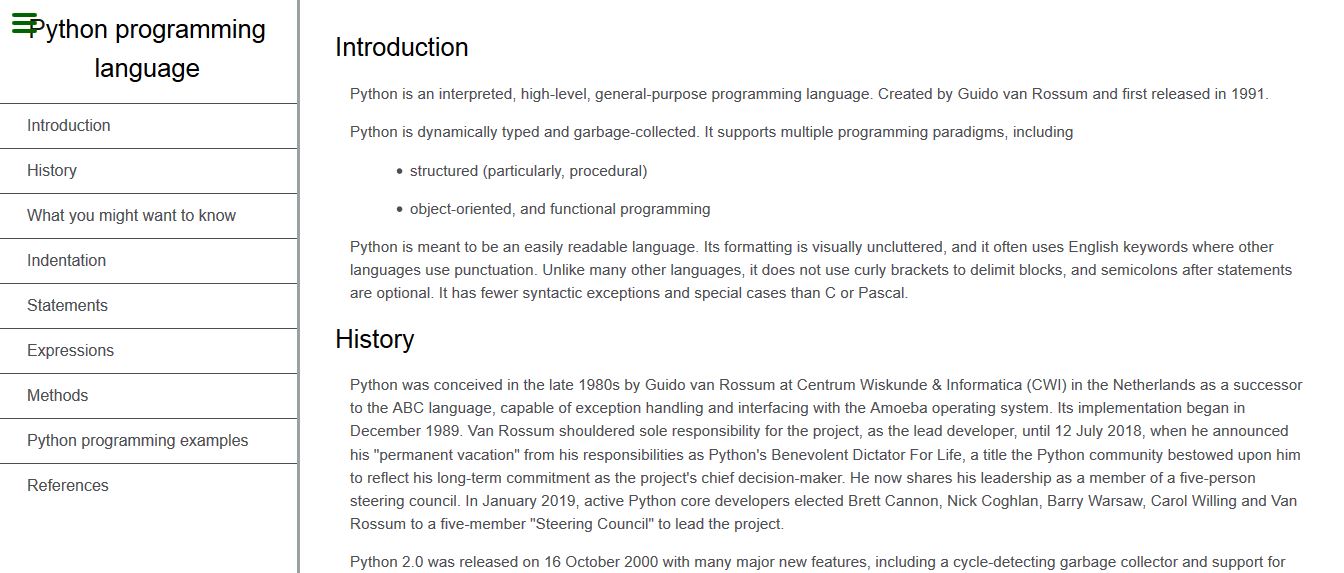 Python programming
language
Introduction
History
What you might want to know
Indentation
Statements
Expressions
Methods
Python programming examples
References
Introduction
Python is an interpreted, high-level, general-purpose programming language. Created by Guido van Rossum and first released in 1991.
Python is dynamically typed and garbage-collected. It supports multiple programming paradigms, including
• structured (particularly, procedural)
• object-oriented, and functional programming
Python is meant to be an easily readable language. Its formatting is visually uncluttered, and it often uses English keywords where other
languages use punctuation. Unlike many other languages, it does not use curly brackets to delimit blocks, and semicolons after statements
are optional. It has fewer syntactic exceptions and special cases than C or Pascal.
History
Python was conceived in the late 1980s by Guido van Rossum at Centrum Wiskunde & Informatica (CWI) in the Netherlands as a successor
to the ABC language, capable of exception handling and interfacing with the Amoeba operating system. Its implementation began in
December 1989. Van Rossum shouldered sole responsibility for the project, as the lead developer, until 12 July 2018, when he announced
his "permanent vacation" from his responsibilities as Python's Benevolent Dictator For Life, a title the Python community bestowed upon him
to reflect his long-term commitment as the project's chief decision-maker. He now shares his leadership as a member of a five-person
steering council. In January 2019, active Python core developers elected Brett Cannon, Nick Coghlan, Barry Warsaw, Carol Willing and Van
Rossum to a five-member "Steering Council" to lead the project.
Python 2.0 was released on 16 October 2000 with many major new features, including a cycle-detecting garbage collector and support for